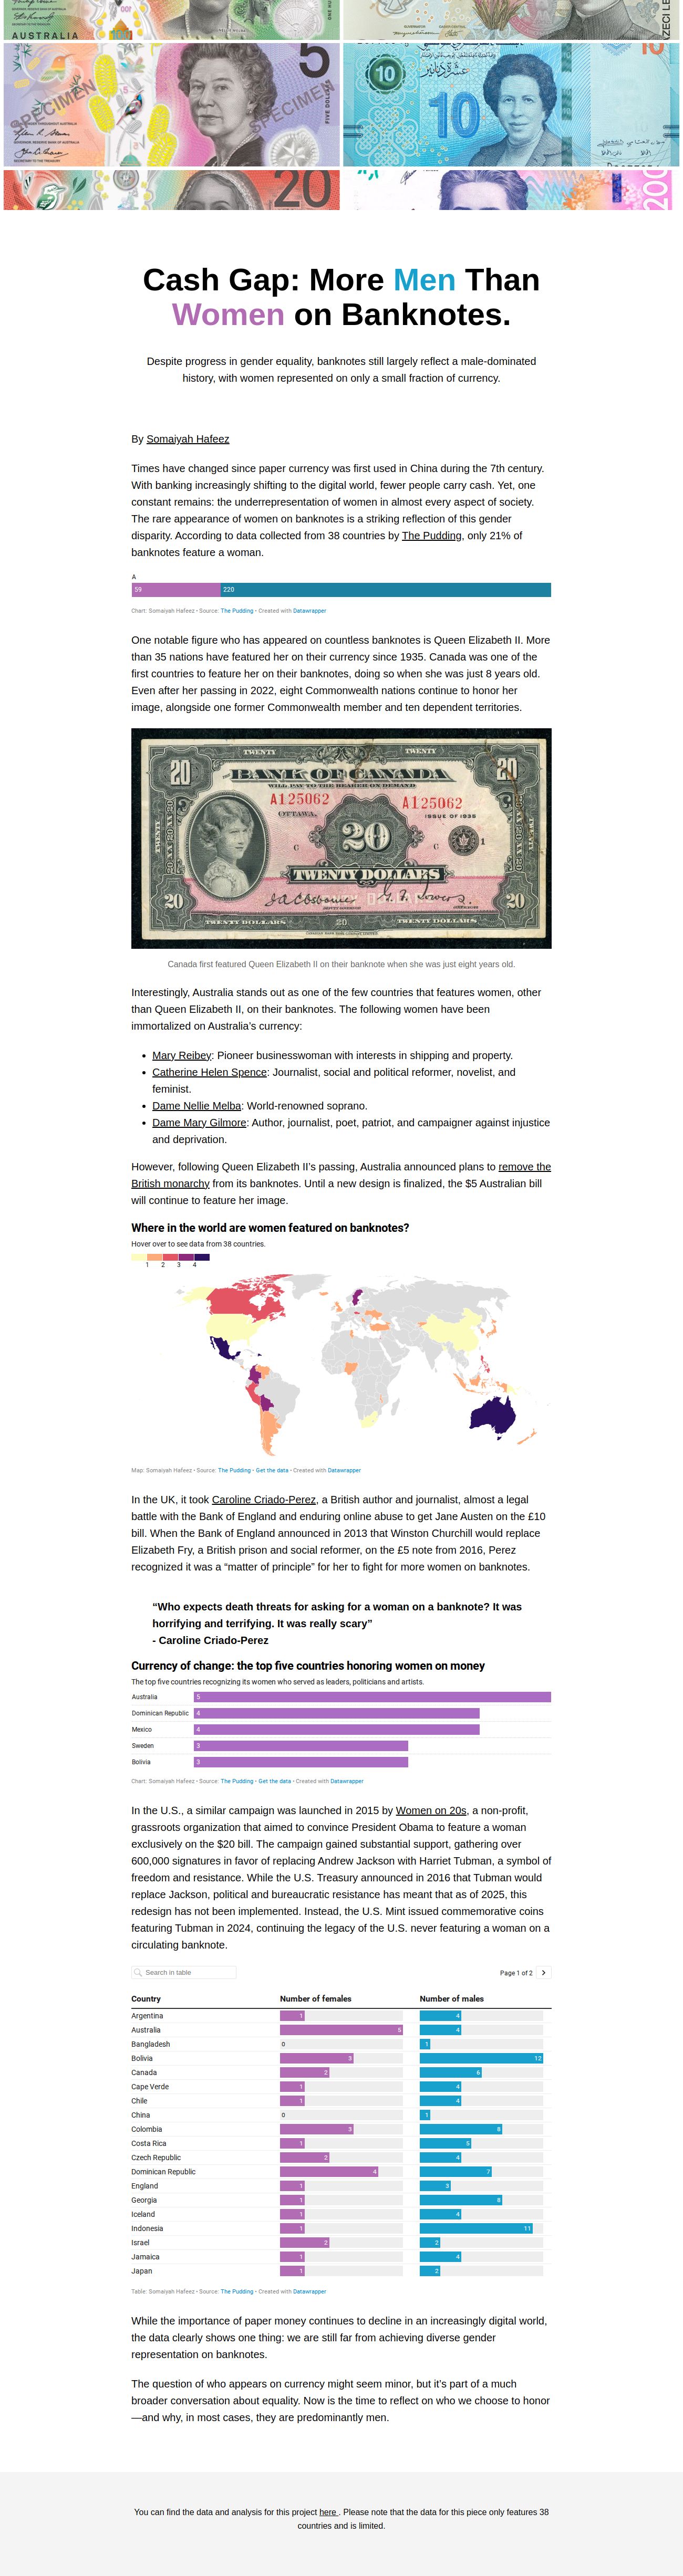 AUSTRALIA
5
SPECIMEN
SPECIMEN
FIVE DOLLARS
10
10
عشرة دنانير
20
200
Cash Gap: More Men Than
Women on Banknotes.
Despite progress in gender equality, banknotes still largely reflect a male-dominated
history, with women represented on only a small fraction of currency.
By Somaiyah Hafeez
Times have changed since paper currency was first used in China during the 7th century.
With banking increasingly shifting to the digital world, fewer people carry cash. Yet, one
constant remains: the underrepresentation of women in almost every aspect of society.
The rare appearance of women on banknotes is a striking reflection of this gender
disparity. According to data collected from 38 countries by The Pudding, only 21% of
banknotes feature a woman.
A
59 220
Chart: Somaiyah Hafeez • Source: The Pudding • Created with Datawrapper
One notable figure who has appeared on countless banknotes is Queen Elizabeth II. More
than 35 nations have featured her on their currency since 1935. Canada was one of the
first countries to feature her on their banknotes, doing so when she was just 8 years old.
Even after her passing in 2022, eight Commonwealth nations continue to honor her
image, alongside one former Commonwealth member and ten dependent territories.
TWENTY TWENTY
20 BANK OF CANADA 20
WILL PAY TO THE BEARER ON DEMAND
A125062 A125062
OTTAWA. ISSUE OF 1935
C 20 C 1
TWENTY DOLLARS
20 20
TWENTY DOLLARS 20 TWENTY DOLLARS
Canada first featured Queen Elizabeth II on their banknote when she was just eight years old.
Interestingly, Australia stands out as one of the few countries that features women, other
than Queen Elizabeth II, on their banknotes. The following women have been
immortalized on Australia’s currency:
• Mary Reibey: Pioneer businesswoman with interests in shipping and property.
• Catherine Helen Spence: Journalist, social and political reformer, novelist, and
feminist.
• Dame Nellie Melba: World-renowned soprano.
• Dame Mary Gilmore: Author, journalist, poet, patriot, and campaigner against injustice
and deprivation.
However, following Queen Elizabeth II’s passing, Australia announced plans to remove the
British monarchy from its banknotes. Until a new design is finalized, the $5 Australian bill
will continue to feature her image.
Where in the world are women featured on banknotes?
Hover over to see data from 38 countries.
1 2 3 4
Map: Somaiyah Hafeez • Source: The Pudding • Get the data • Created with Datawrapper
In the UK, it took Caroline Criado-Perez, a British author and journalist, almost a legal
battle with the Bank of England and enduring online abuse to get Jane Austen on the £10
bill. When the Bank of England announced in 2013 that Winston Churchill would replace
Elizabeth Fry, a British prison and social reformer, on the £5 note from 2016, Perez
recognized it was a “matter of principle” for her to fight for more women on banknotes.
“Who expects death threats for asking for a woman on a banknote? It was
horrifying and terrifying. It was really scary”
- Caroline Criado-Perez
Currency of change: the top five countries honoring women on money
The top five countries recognizing its women who served as leaders, politicians and artists.
Australia 5
Dominican Republic 4
Mexico 4
Sweden 3
Bolivia 3
Chart: Somaiyah Hafeez • Source: The Pudding • Get the data • Created with Datawrapper
In the U.S., a similar campaign was launched in 2015 by Women on 20s, a non-profit,
grassroots organization that aimed to convince President Obama to feature a woman
exclusively on the $20 bill. The campaign gained substantial support, gathering over
600,000 signatures in favor of replacing Andrew Jackson with Harriet Tubman, a symbol of
freedom and resistance. While the U.S. Treasury announced in 2016 that Tubman would
replace Jackson, political and bureaucratic resistance has meant that as of 2025, this
redesign has not been implemented. Instead, the U.S. Mint issued commemorative coins
featuring Tubman in 2024, continuing the legacy of the U.S. never featuring a woman on a
circulating banknote.
Search in table Page 1 of 2
Country Number of females Number of males
Argentina 1 4
Australia 5 4
Bangladesh 0 1
Bolivia 3 12
Canada 2 6
Cape Verde 1 4
Chile 1 4
China 0 1
Colombia 3 8
Costa Rica 1 5
Czech Republic 2 4
Dominican Republic 4 7
England 1 3
Georgia 1 8
Iceland 1 4
Indonesia 1 11
Israel 2 2
Jamaica 1 4
Japan 1 2
Table: Somaiyah Hafeez • Source: The Pudding • Created with Datawrapper
While the importance of paper money continues to decline in an increasingly digital world,
the data clearly shows one thing: we are still far from achieving diverse gender
representation on banknotes.
The question of who appears on currency might seem minor, but it’s part of a much
broader conversation about equality. Now is the time to reflect on who we choose to honor
—and why, in most cases, they are predominantly men.
You can find the data and analysis for this project here . Please note that the data for this piece only features 38
countries and is limited.